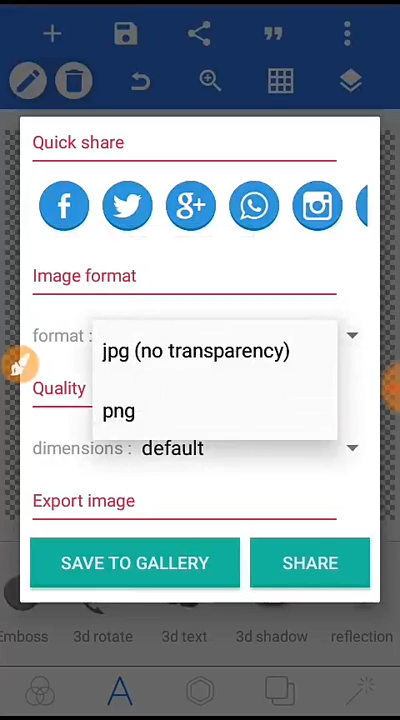 Quick share
Image format
format :
jpg (no transparency)
Quality
png
dimensions : default
Export image
SAVE TO GALLERY SHARE
Emboss 3d rotate 3d text 3d shadow reflection